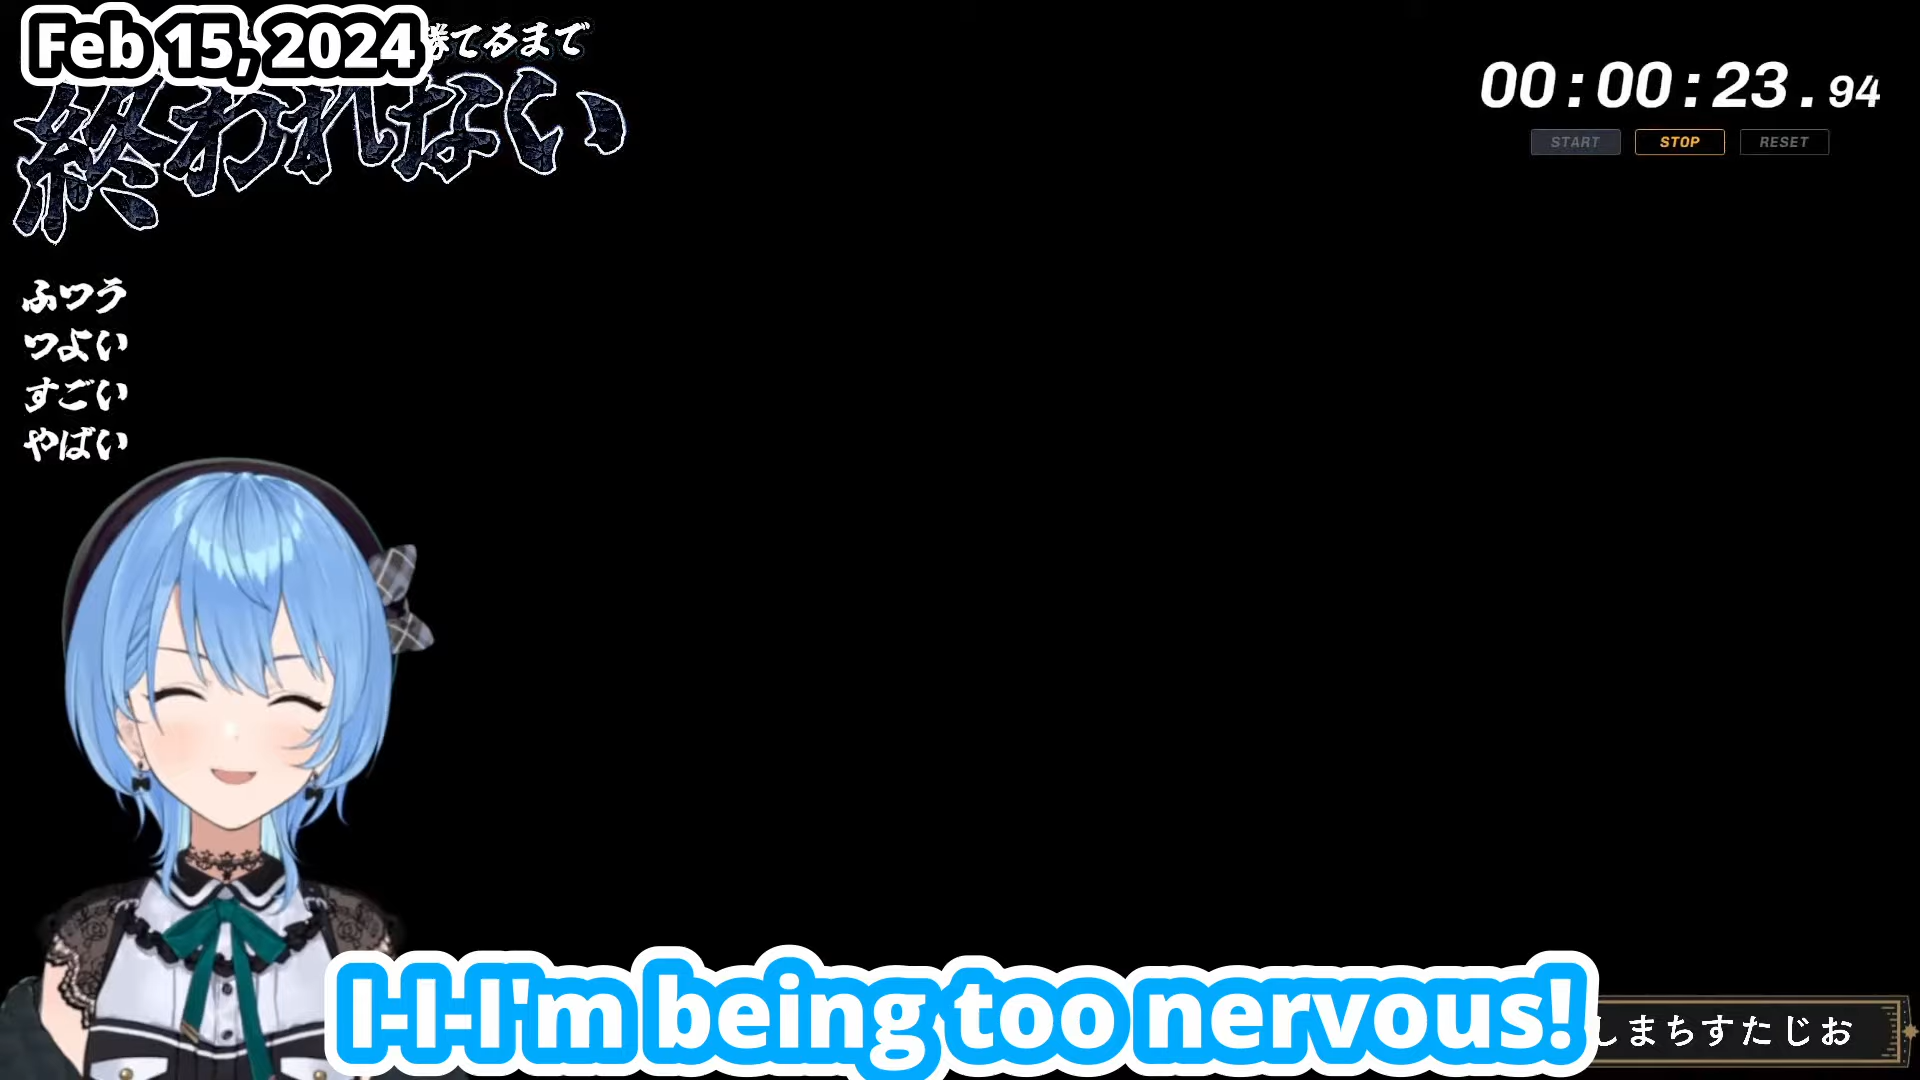 Feb 15, 2024
勝てるまで
終われない
00:00:23.94
START STOP RESET
ふつう
つよい
すごい
やばい
I-I-I'm being too nervous!
しまちすたじお